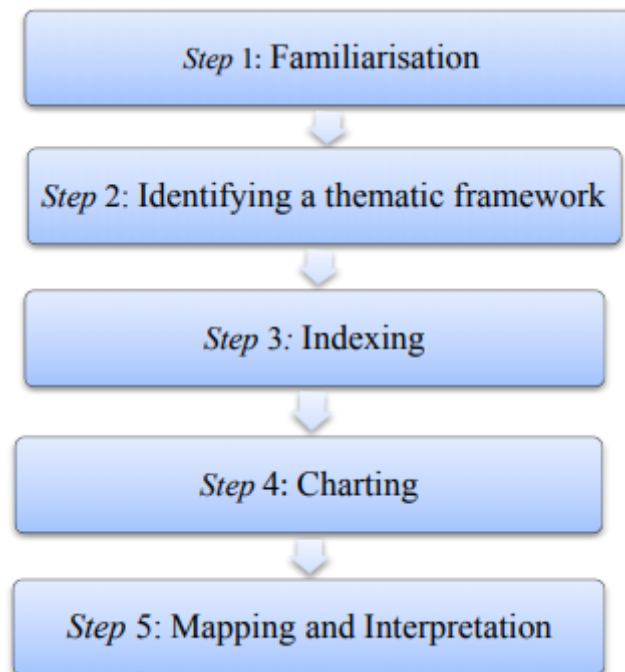 Step 1: Familiarisation
Step 2: Identifying a thematic framework
Step 3: Indexing
Step 4: Charting
Step 5: Mapping and Interpretation